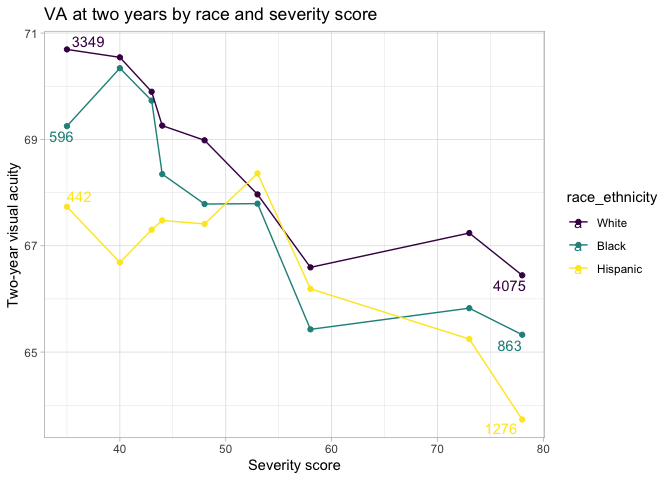 VA at two years by race and severity score
71
69
67
65
Two-year visual acuity
3349
596
442
4075
863
1276
40
50
60
70
80
Severity score
race_ethnicity
a White
a Black
a Hispanic